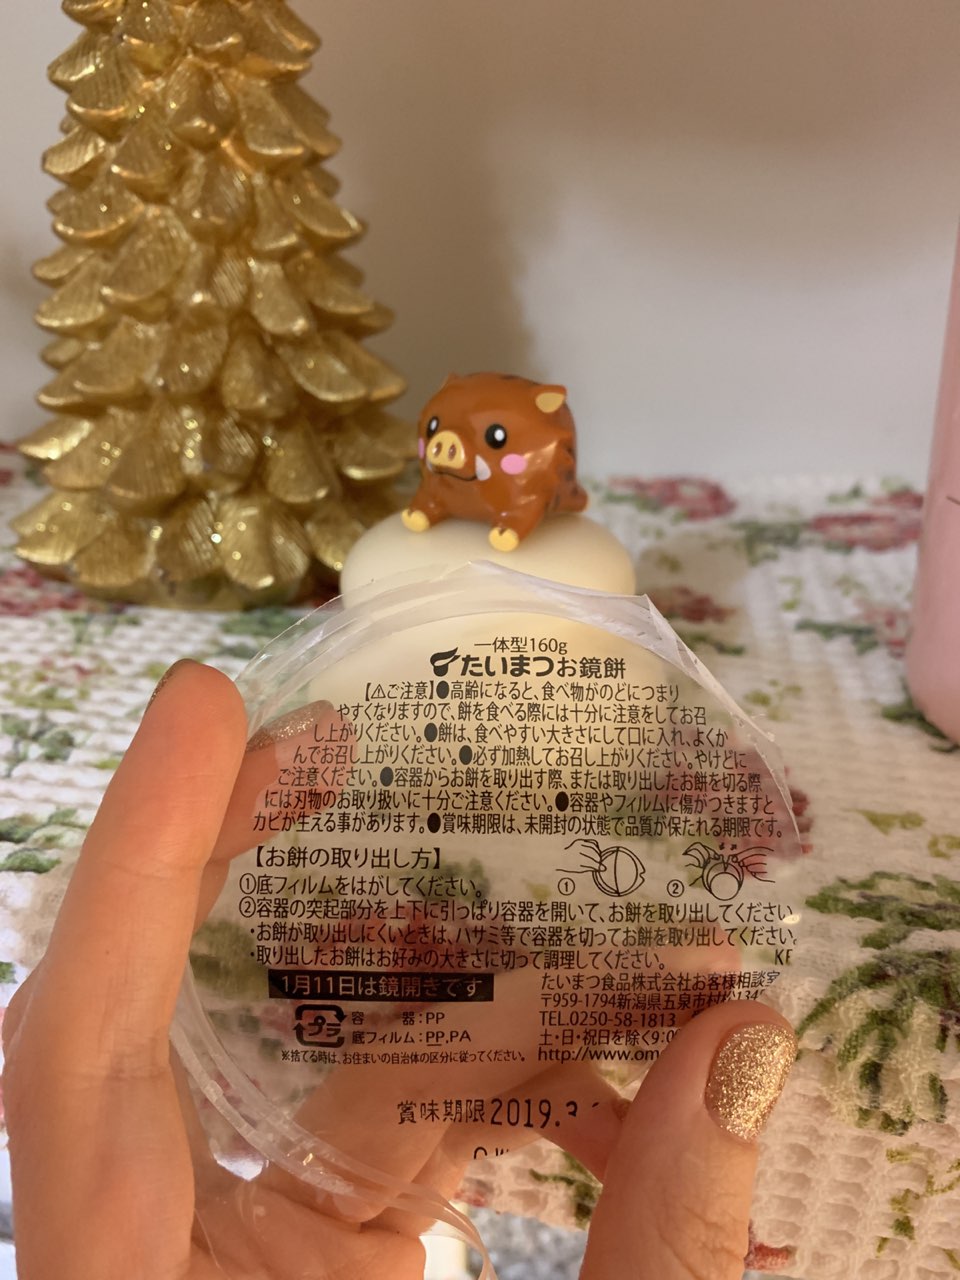 一体型160g
たいまつお鏡餅
【⚠ご注意】●高齢になると、食べ物がのどにつまり
やすくなりますので、餅を食べる際には十分に注意をしてお召
し上がりください。●餅は、食べやすい大きさにして口に入れ、よくか
んでお召し上がりください。●必ず加熱してお召し上がりください。やけどに
ご注意ください。●容器からお餅を取り出す際、または取り出したお餅を切る際
には刃物のお取り扱いに十分ご注意ください。●容器やフィルムに傷がつきますと
カビが生える事があります。●賞味期限は、未開封の状態で品質が保たれる期限です。
【お餅の取り出し方】
① ②
①底フィルムをはがしてください。
②容器の突起部分を上下に引っぱり容器を開いて、お餅を取り出してください
・お餅が取り出しにくいときは、ハサミ等で容器を切ってお餅を取り出してください。
・取り出したお餅はお好みの大きさに切って調理してください。
KF
1月11日は鏡開きです
プラ
容器:PP
底フィルム:PP,PA
※捨てる時は、お住まいの自治体の区分に従ってください。
たいまつ食品株式会社お客様相談室
〒959-1794新潟県五泉市村松134
TEL.0250-58-1813
土・日・祝日を除く9:0
http://www.om
賞味期限2019.3